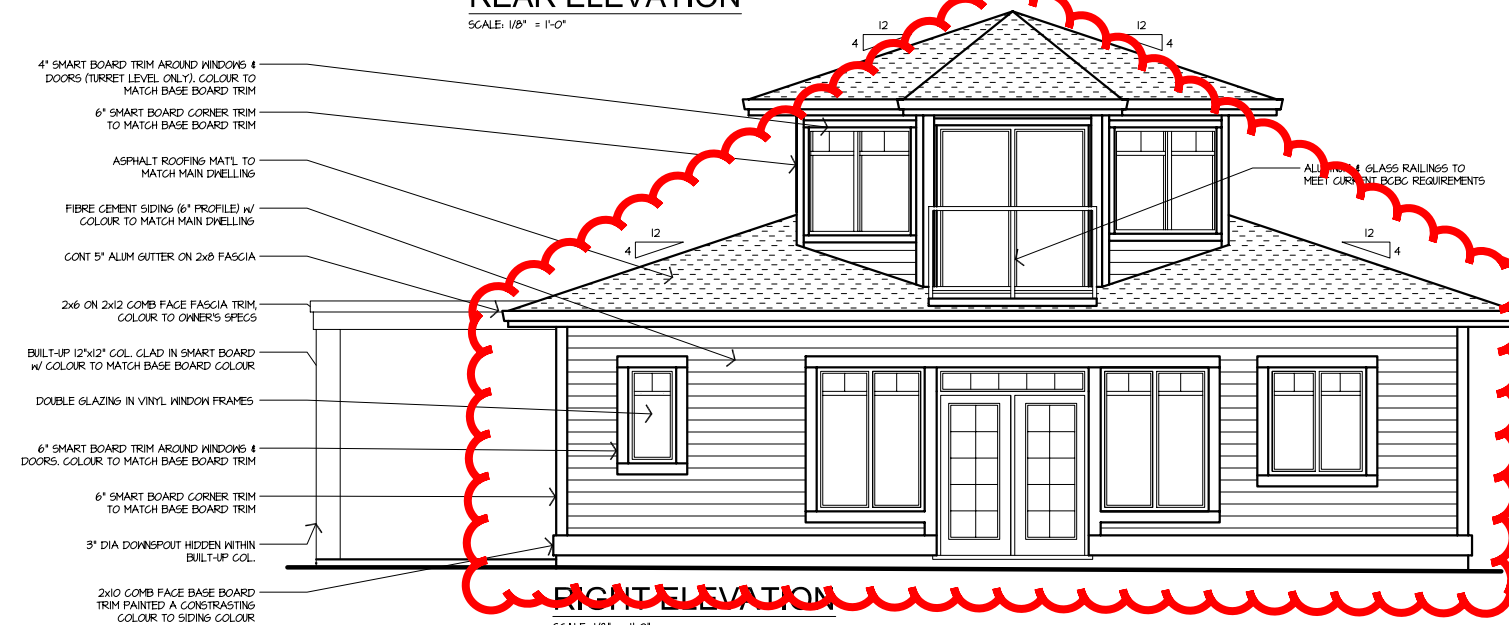 REAR ELEVATION
SCALE: 1/8" = 1'-0"
12
4
12
4
4" SMART BOARD TRIM AROUND WINDOWS &
DOORS (TURRET LEVEL ONLY). COLOUR TO
MATCH BASE BOARD TRIM
6" SMART BOARD CORNER TRIM
TO MATCH BASE BOARD TRIM
ASPHALT ROOFING MAT'L TO
MATCH MAIN DWELLING
FIBRE CEMENT SIDING (6" PROFILE) W/
COLOUR TO MATCH MAIN DWELLING
CONT 5" ALUM GUTTER ON 2x8 FASCIA
2x6 ON 2x12 COMB FACE FASCIA TRIM,
COLOUR TO OWNER'S SPECS
BUILT-UP 12"x12" COL. CLAD IN SMART BOARD
W/ COLOUR TO MATCH BASE BOARD COLOUR
DOUBLE GLAZING IN VINYL WINDOW FRAMES
6" SMART BOARD TRIM AROUND WINDOWS &
DOORS. COLOUR TO MATCH BASE BOARD TRIM
6" SMART BOARD CORNER TRIM
TO MATCH BASE BOARD TRIM
3" DIA DOWNSPOUT HIDDEN WITHIN
BUILT-UP COL.
2x10 COMB FACE BASE BOARD
TRIM PAINTED A CONSTRASTING
COLOUR TO SIDING COLOUR
& GLASS RAILINGS TO
MEET CURRENT BCBC REQUIREMENTS
12
4
12
4
RIGHT ELEVATION